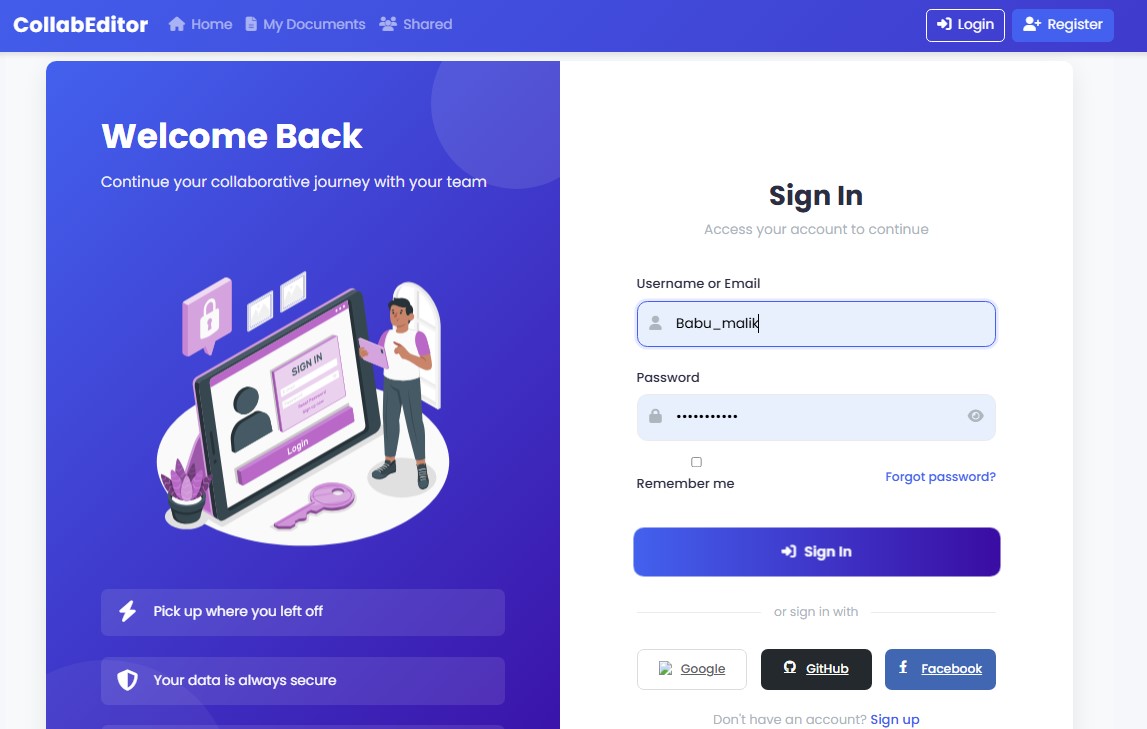 CollabEditor Home My Documents Shared Login Register
Welcome Back
Continue your collaborative journey with your team
SIGN IN
Login
Pick up where you left off
Your data is always secure
Sign In
Access your account to continue
Username or Email
Babu_malik
Password
•••••••••••
Remember me
Forgot password?
Sign In
or sign in with
Google GitHub Facebook
Don't have an account? Sign up